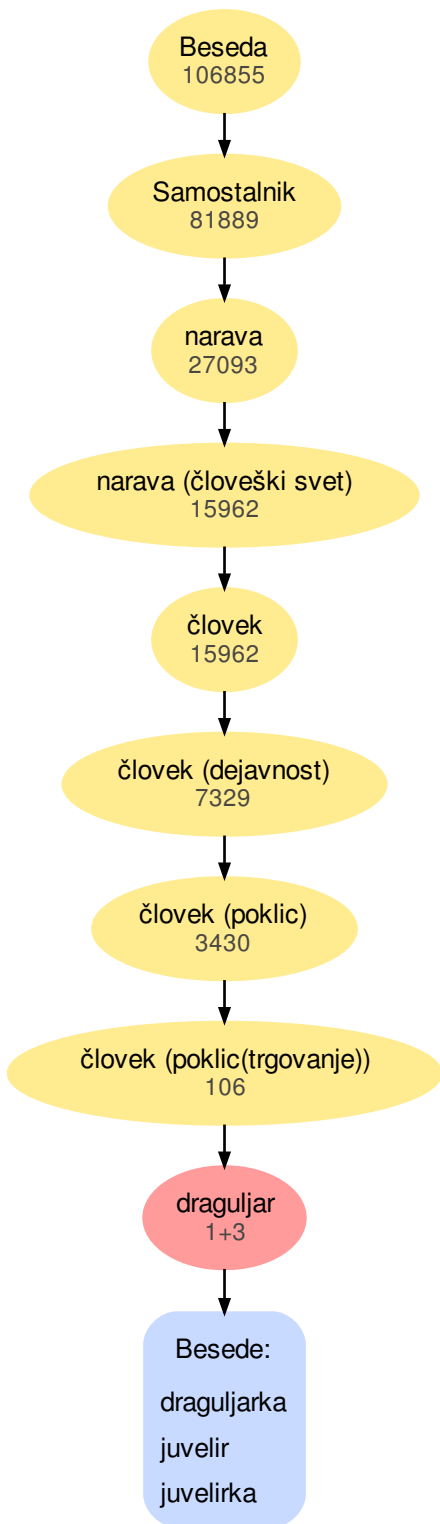 Beseda
106855
Samostalnik
81889
narava
27093
narava (človeški svet)
15962
človek
15962
človek (dejavnost)
7329
človek (poklic)
3430
človek (poklic(trgovanje))
106
draguljar
1+3
Besede:
draguljarka
juvelir
juvelirka